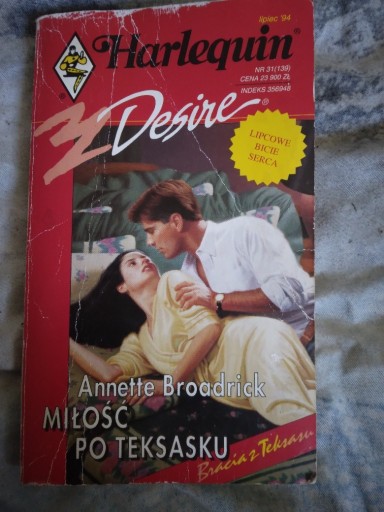 lipiec '94
Harlequin®
NR 31(139)
CENA 23 900 ZŁ
INDEKS 356948
Desire®
LIPCOWE
BICIE
SERCA
Annette Broadrick
MIŁOŚĆ
PO TEKSASKU
Bracia z Teksasu